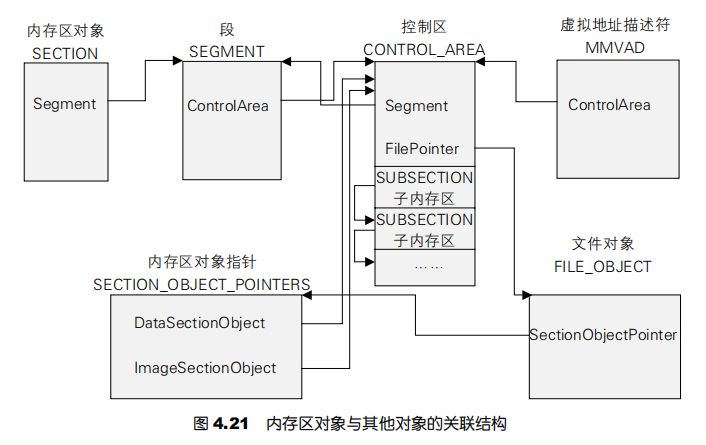 内存区对象
SECTION
Segment
段
SEGMENT
ControlArea
控制区
CONTROL_AREA
Segment
FilePointer
SUBSECTION
子内存区
SUBSECTION
子内存区
……
虚拟地址描述符
MMVAD
ControlArea
内存区对象指针
SECTION_OBJECT_POINTERS
DataSectionObject
ImageSectionObject
文件对象
FILE_OBJECT
SectionObjectPointer
图 4.21 内存区对象与其他对象的关联结构